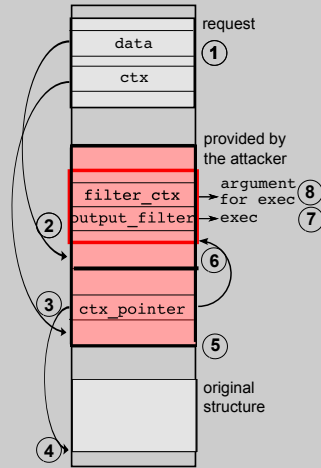 request
data
1
ctx
provided by
the attacker
filter_ctx
argument
for exec
8
output_filter
exec
7
2
6
3
ctx_pointer
5
original
structure
4